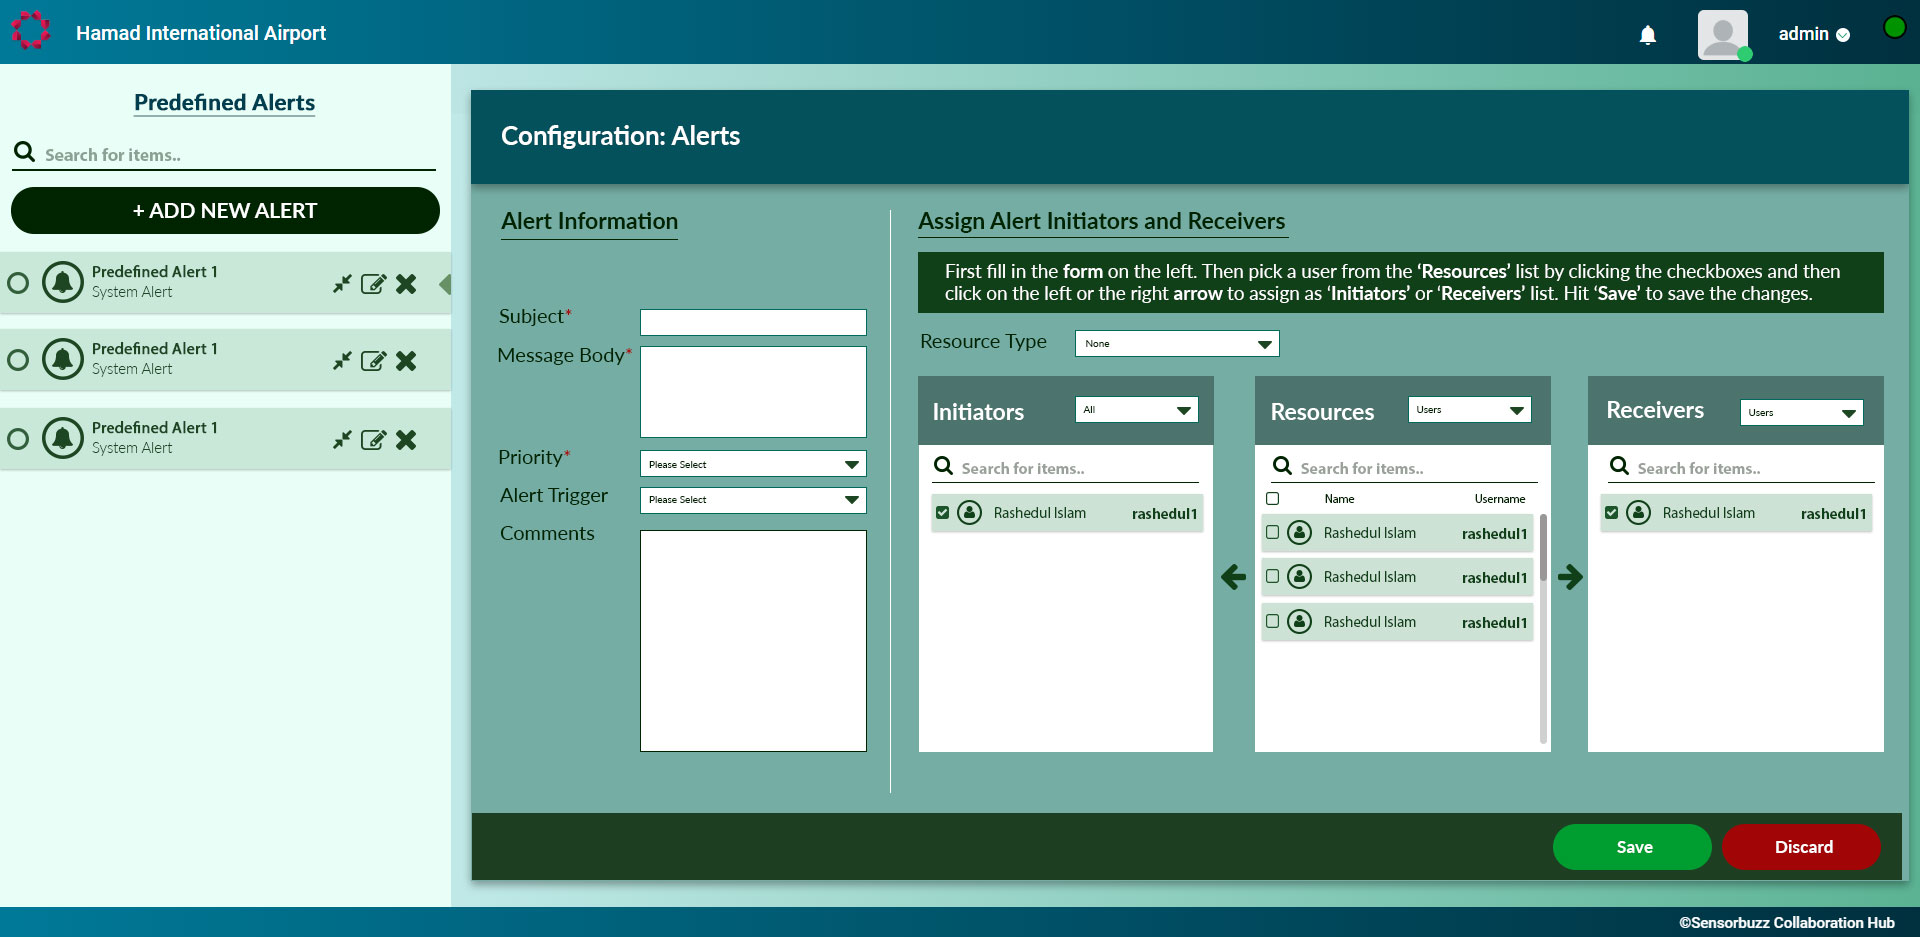 Hamad International Airport
admin
Predefined Alerts
Search for items..
+ ADD NEW ALERT
Predefined Alert 1
System Alert
Predefined Alert 1
System Alert
Predefined Alert 1
System Alert
Configuration: Alerts
Alert Information
Subject*
Message Body*
Priority*
Please Select
Alert Trigger
Please Select
Comments
Assign Alert Initiators and Receivers
First fill in the form on the left. Then pick a user from the ‘Resources’ list by clicking the checkboxes and then
click on the left or the right arrow to assign as ‘Initiators’ or ‘Receivers’ list. Hit ‘Save’ to save the changes.
Resource Type
None
Initiators
All
Search for items..
Rashedul Islam rashedul1
Resources
Users
Search for items..
Name Username
Rashedul Islam rashedul1
Rashedul Islam rashedul1
Rashedul Islam rashedul1
Receivers
Users
Search for items..
Rashedul Islam rashedul1
Save
Discard
©Sensorbuzz Collaboration Hub